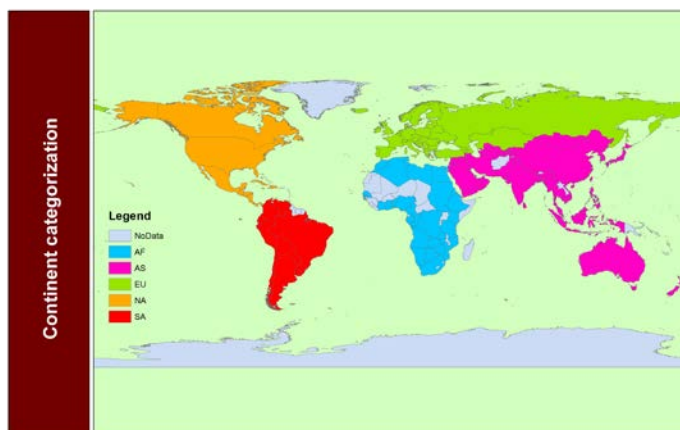 Continent categorization
Legend
NoData
AF
AS
EU
NA
SA